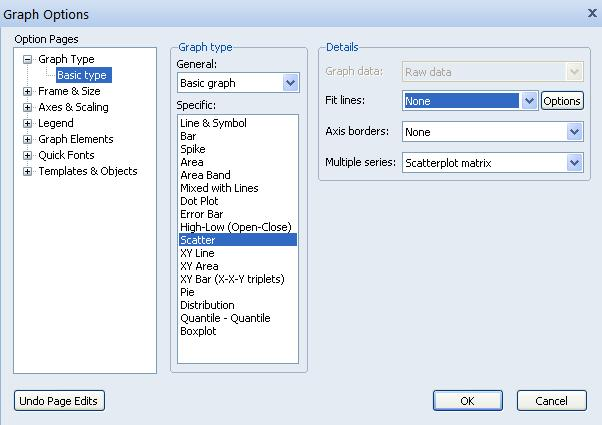 Graph Options
x
Option Pages
Graph Type
Basic type
Frame & Size
Axes & Scaling
Legend
Graph Elements
Quick Fonts
Templates & Objects
Graph type
General:
Basic graph
Specific:
Line & Symbol
Bar
Spike
Area
Area Band
Mixed with Lines
Dot Plot
Error Bar
High-Low (Open-Close)
Scatter
XY Line
XY Area
XY Bar (X-X-Y triplets)
Pie
Distribution
Quantile - Quantile
Boxplot
Details
Graph data: Raw data
Fit lines: None Options
Axis borders: None
Multiple series: Scatterplot matrix
Undo Page Edits OK Cancel